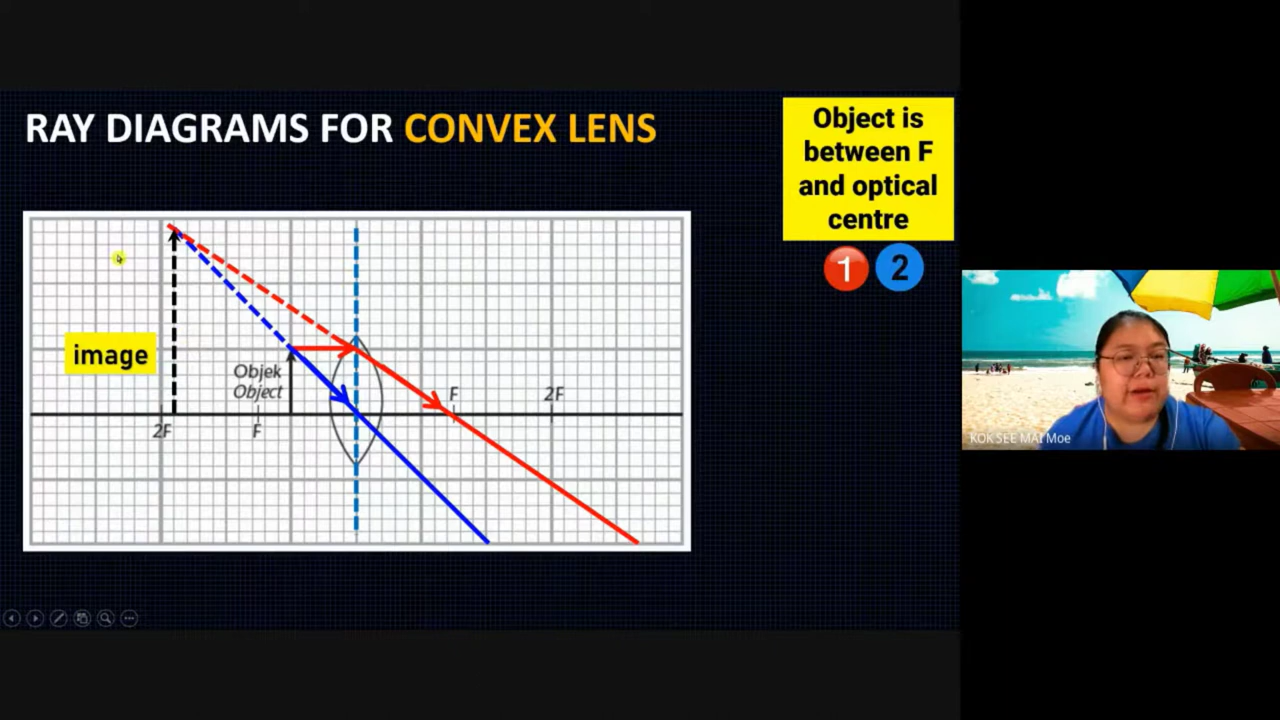 RAY DIAGRAMS FOR CONVEX LENS
Object is
between F
and optical
centre
1 2
image
Objek
Object
F 2F
2F F
KOK SEE MAI Moe